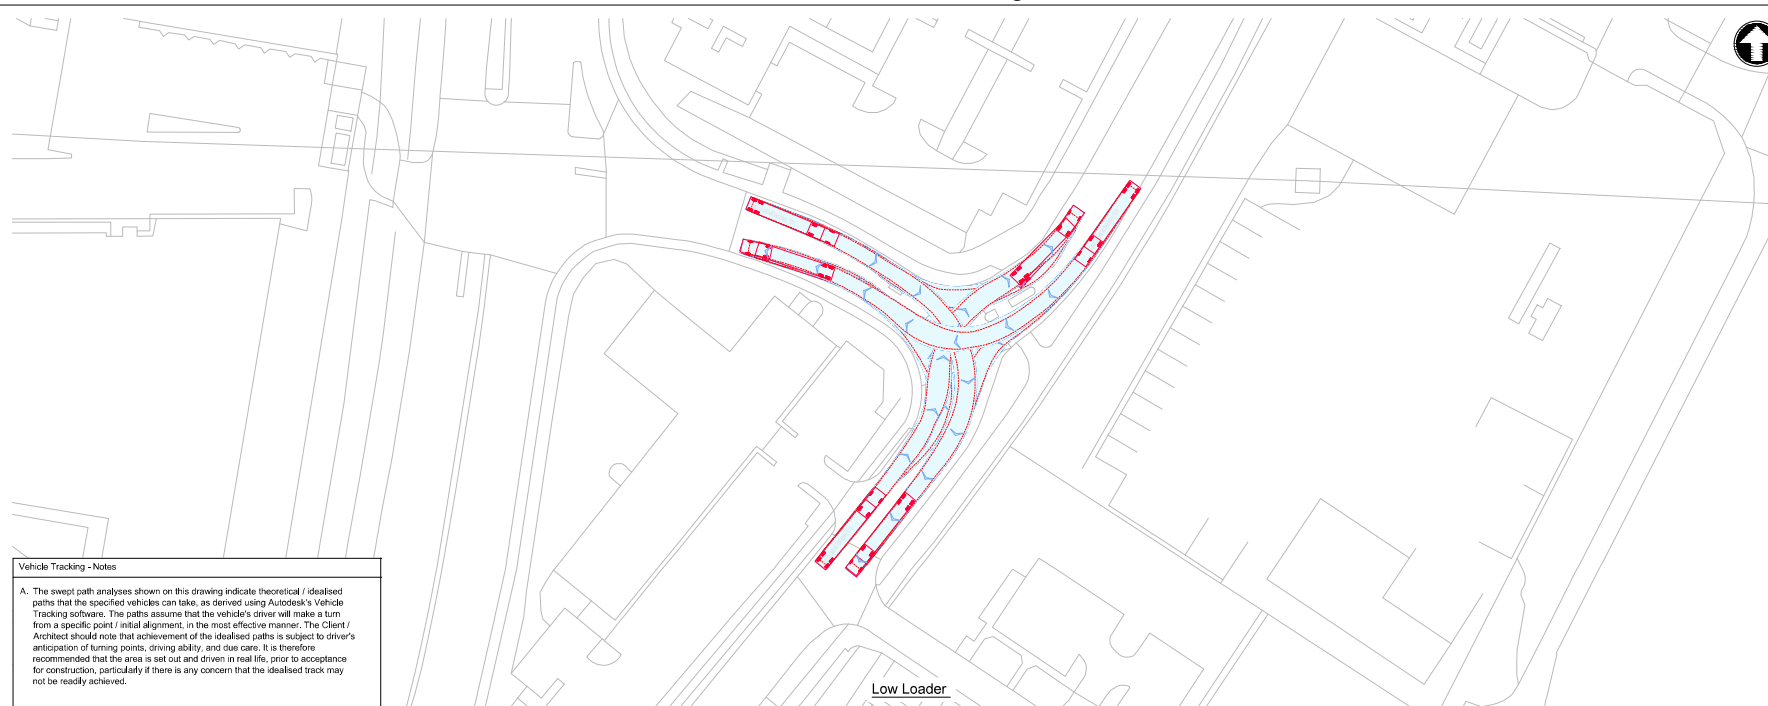 Vehicle Tracking - Notes
A. The swept path analyses shown on this drawing indicate theoretical / idealised
paths that the specified vehicles can take, as derived using Autodesk's Vehicle
Tracking software. The paths assume that the vehicle's driver will make a turn
from a specific point / initial alignment, in the most effective manner. The Client /
Architect should note that achievement of the idealised paths is subject to driver's
anticipation of turning points, driving ability, and due care. It is therefore
recommended that the area is set out and driven in real life, prior to acceptance
for construction, particularly if there is any concern that the idealised track may
not be readily achieved.
Low Loader